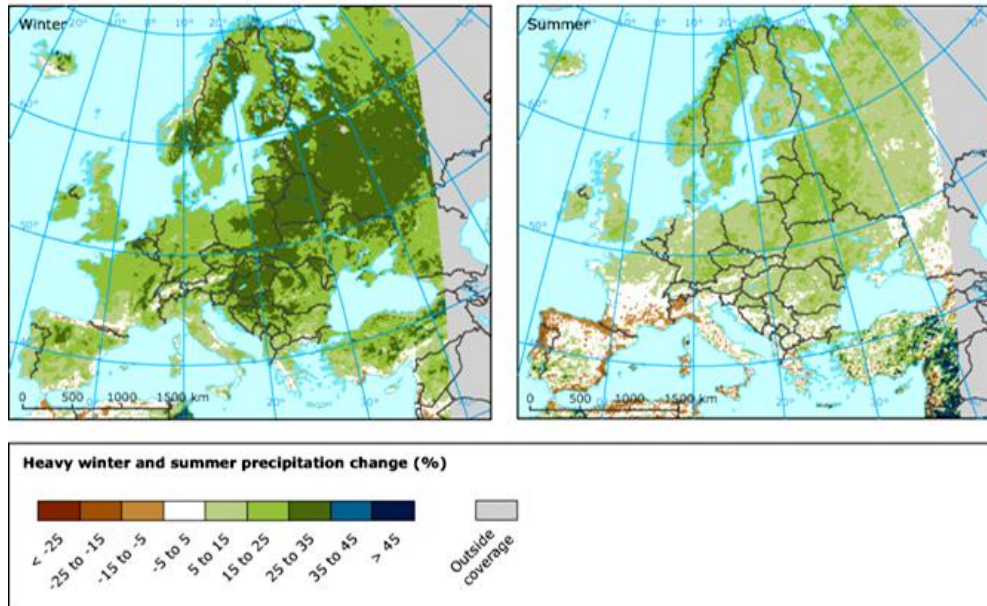 Winter
Summer
0 500 1000 1500 km
0 500 1000 1500 km
Heavy winter and summer precipitation change (%)
< -25
-25 to -15
-15 to -5
-5 to 5
5 to 15
15 to 25
25 to 35
35 to 45
> 45
Outside
coverage